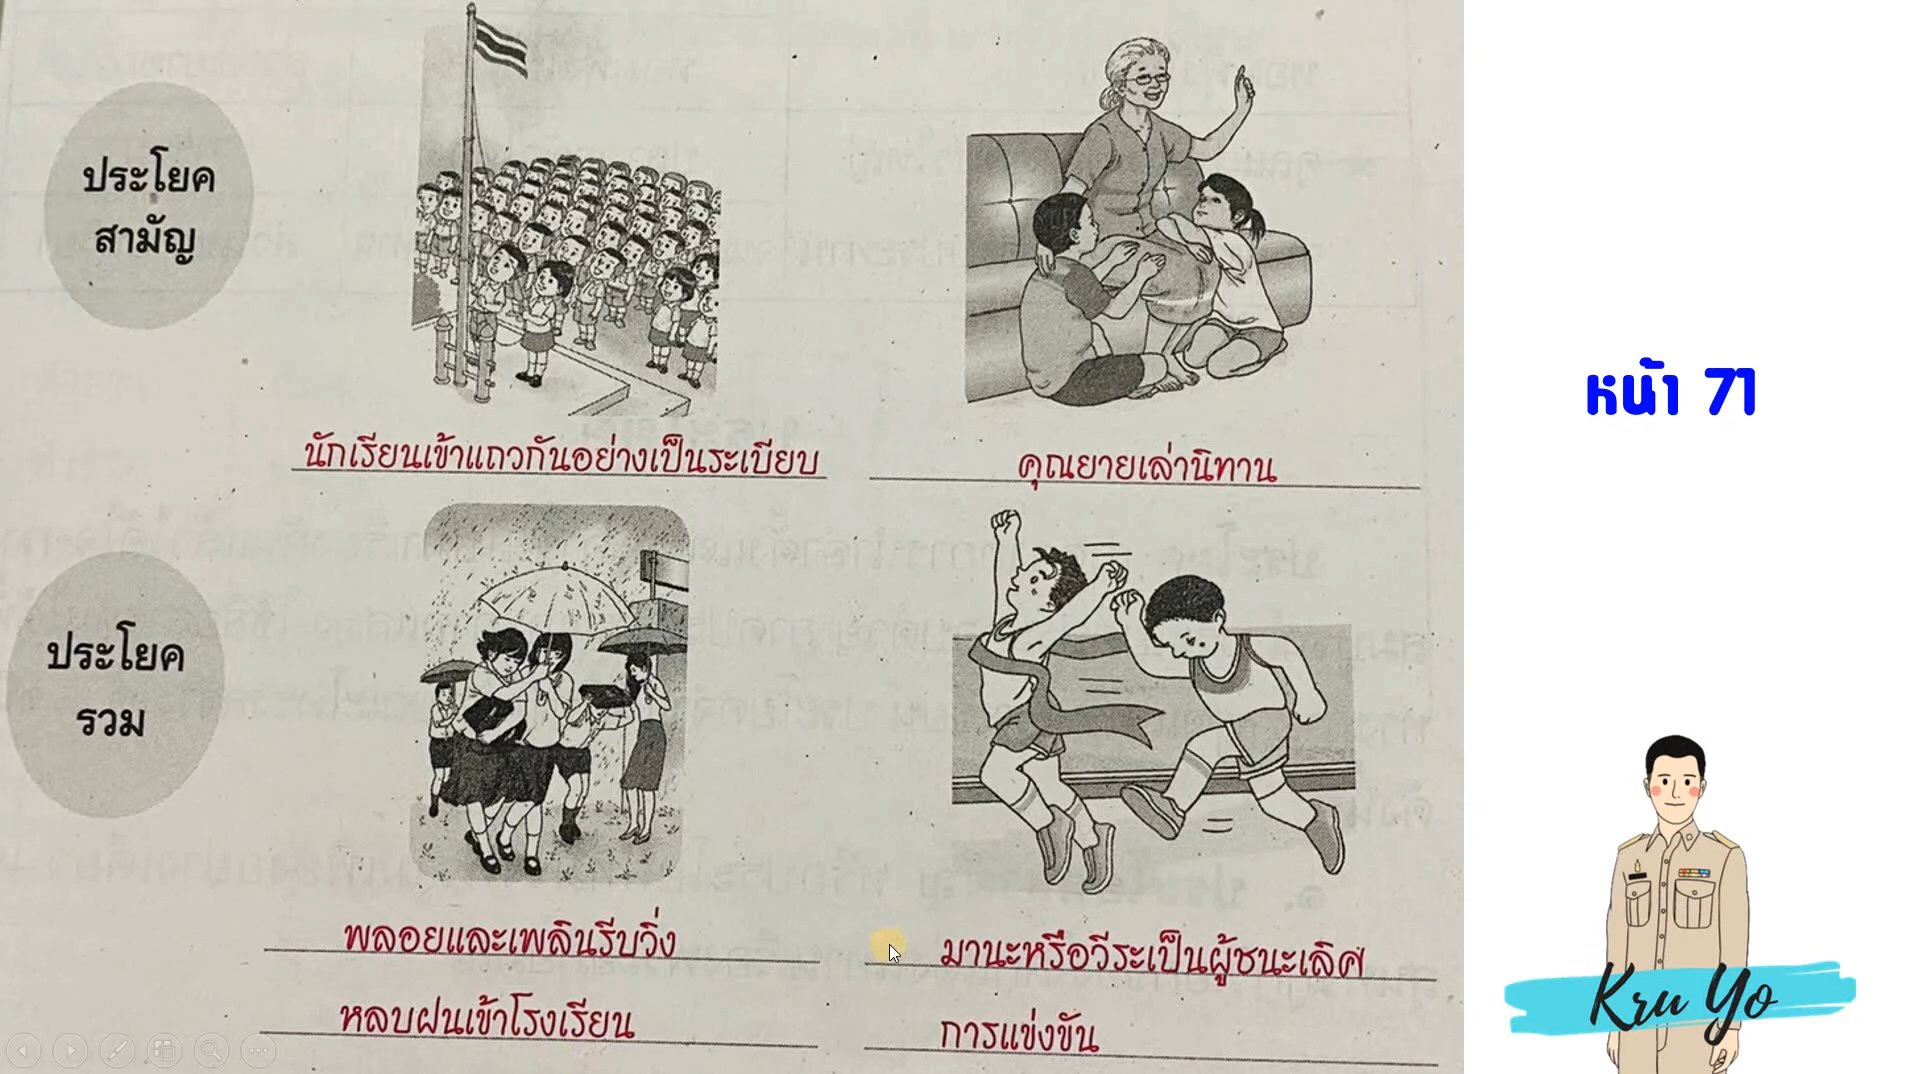 ประโยค
สามัญ
นักเรียนเข้าแถวกันอย่างเป็นระเบียบ
คุณยายเล่านิทาน
หน้า 71
ประโยค
รวม
พลอยและเพลินรีบวิ่ง
หลบฝนเข้าโรงเรียน
มานะหรือวีระเป็นผู้ชนะเลิศ
การแข่งขัน
Kru Yo